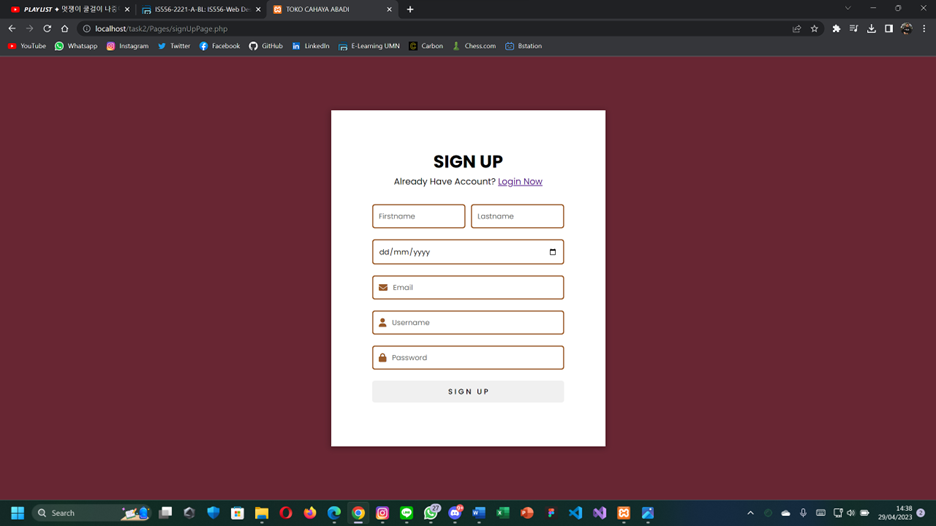 PLAYLIST ✦ 멋쟁이 쿨걸이 나중
IS556-2221-A-BL: IS556-Web De
TOKO CAHAYA ABADI
localhost/task2/Pages/signUpPage.php
YouTube
Whatsapp
Instagram
Twitter
Facebook
GitHub
LinkedIn
E-Learning UMN
Carbon
Chess.com
Bstation
SIGN UP
Already Have Account? Login Now
Firstname
Lastname
dd/mm/yyyy
Email
Username
Password
SIGN UP
Search
14:38
29/04/2023
2